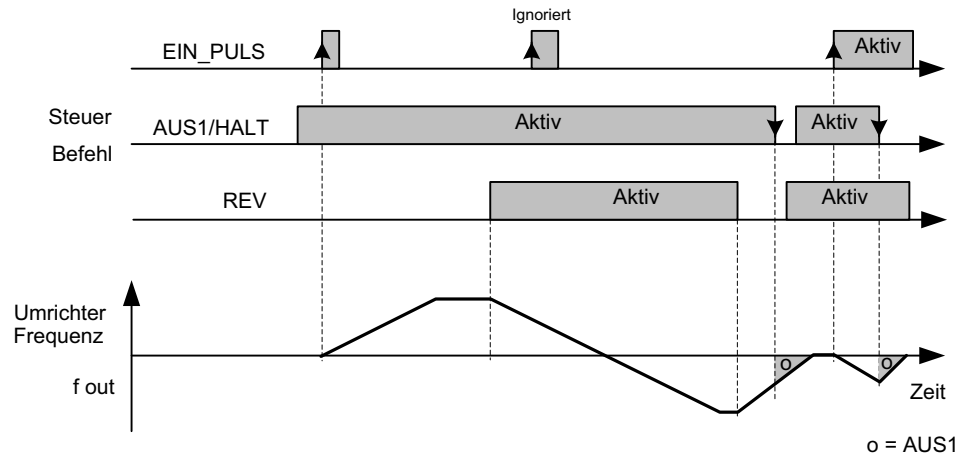 Ignoriert
EIN_PULS
Aktiv
Steuer
Befehl
AUS1/HALT
Aktiv
Aktiv
REV
Aktiv
Aktiv
Umrichter
Frequenz
f out
o
o
Zeit
o = AUS1